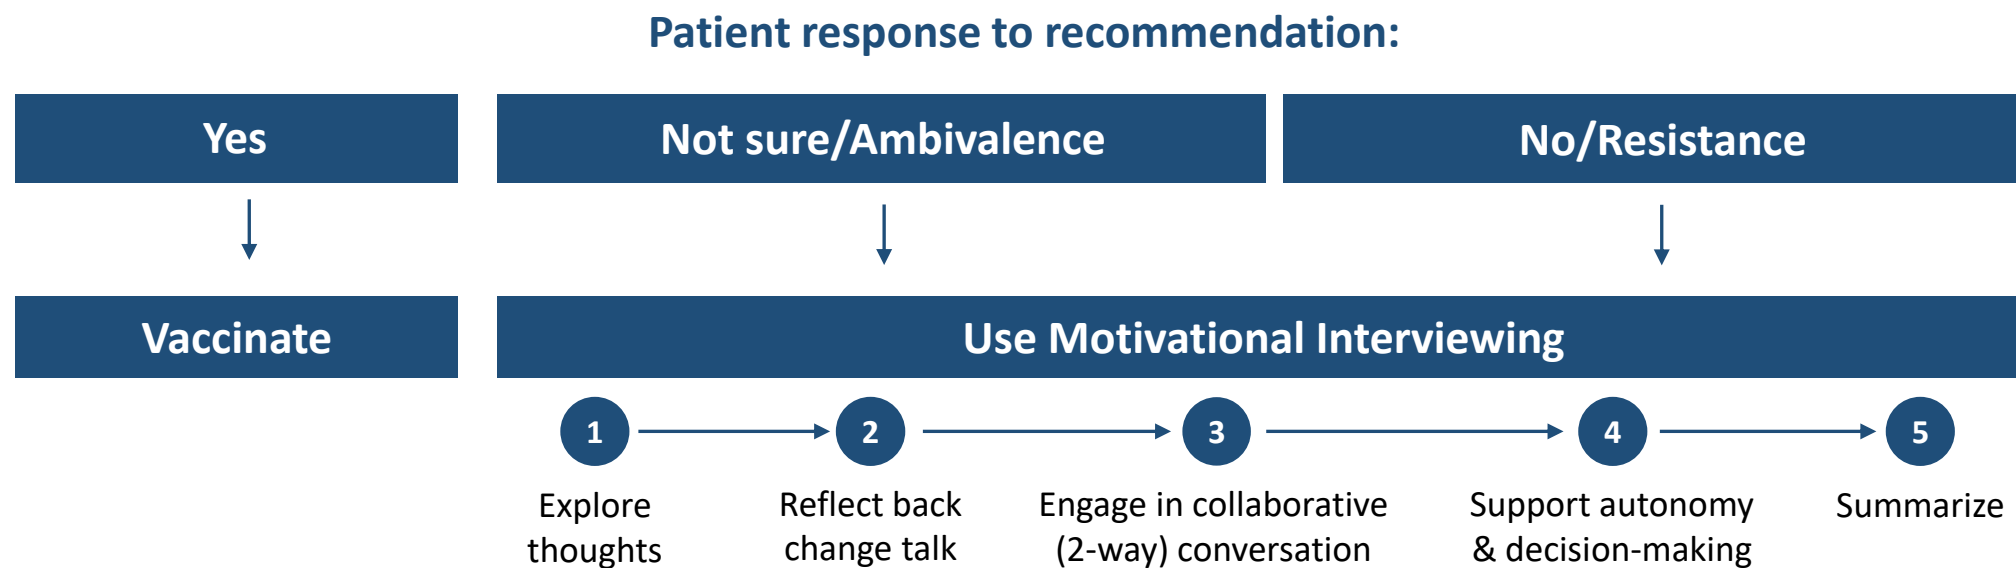 Patient response to recommendation:
Yes
Not sure/Ambivalence
No/Resistance
Vaccinate
Use Motivational Interviewing
1
2
3
4
5
Explore
thoughts
Reflect back
change talk
Engage in collaborative
(2-way) conversation
Support autonomy
& decision-making
Summarize